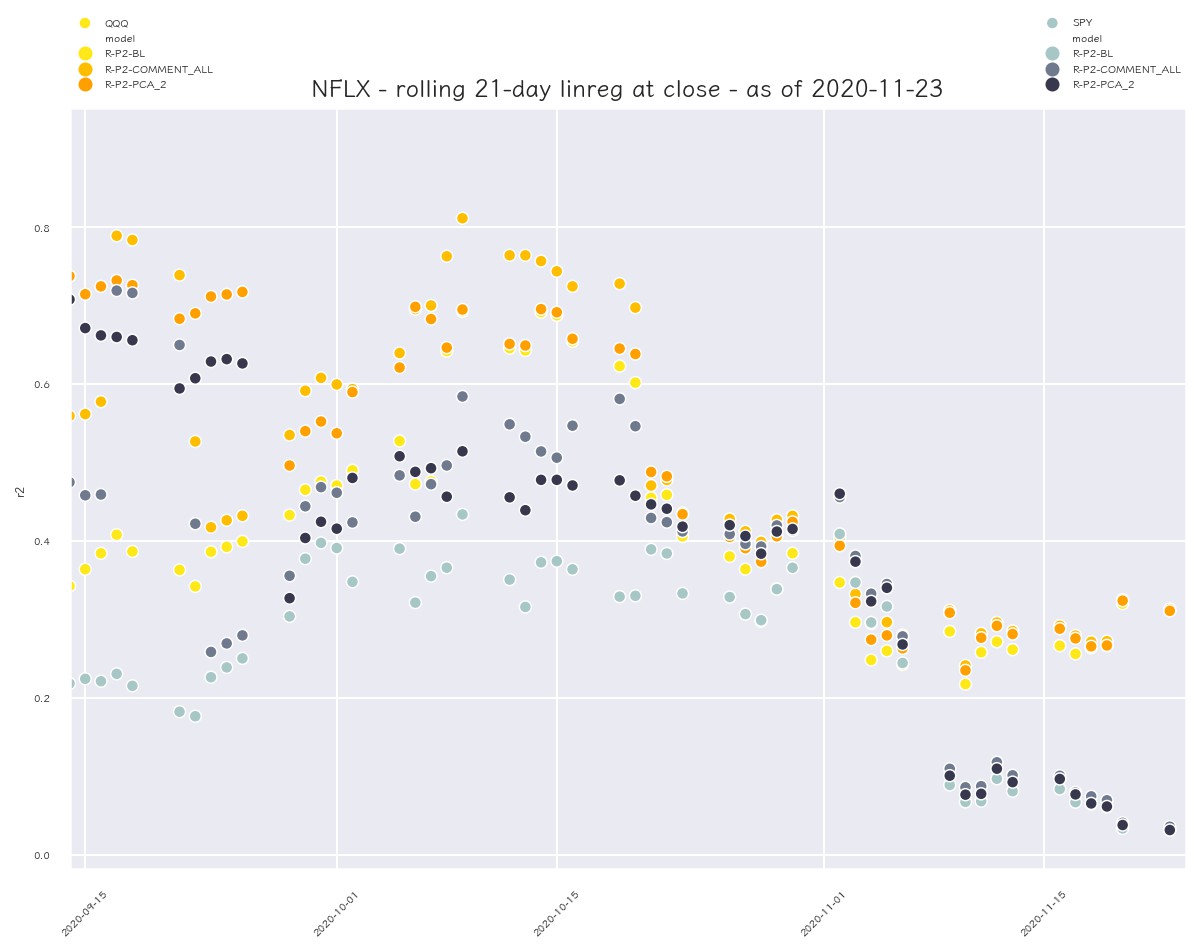 QQQ
model
R-P2-BL
R-P2-COMMENT_ALL
R-P2-PCA_2
SPY
model
R-P2-BL
R-P2-COMMENT_ALL
R-P2-PCA_2
NFLX - rolling 21-day linreg at close - as of 2020-11-23
0.8
0.6
r2
0.4
0.2
0.0
2020-09-15
2020-10-01
2020-10-15
2020-11-01
2020-11-15